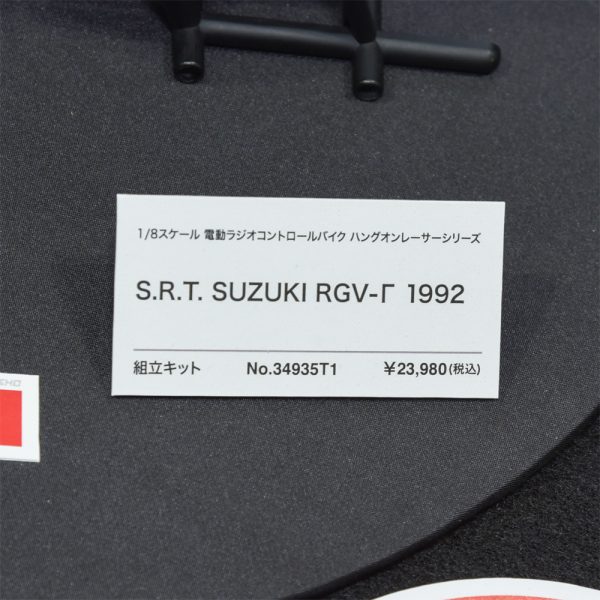 1/8スケール 電動ラジオコントロールバイク ハングオンレーサーシリーズ
S.R.T. SUZUKI RGV-Γ 1992
組立キット No.34935T1 ¥23,980(税込)